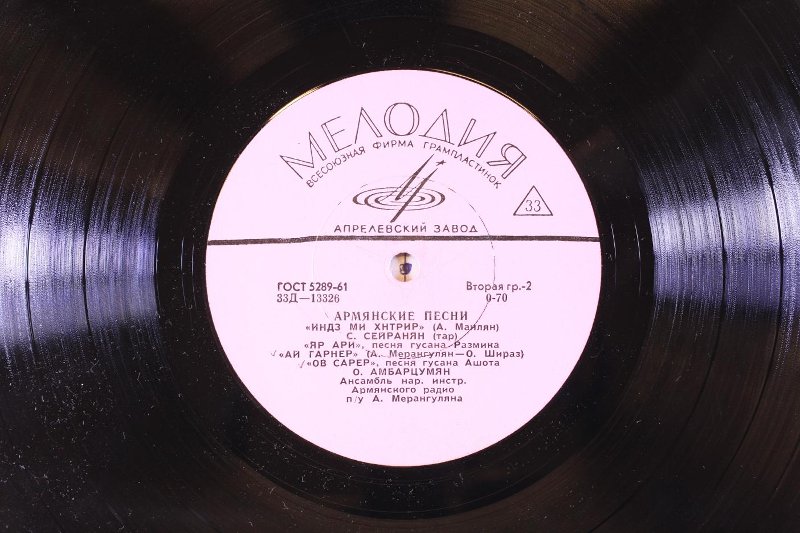 МЕЛОДИЯ
ВСЕСОЮЗНАЯ ФИРМА ГРАМПЛАСТИНОК
33
АПРЕЛЕВСКИЙ ЗАВОД
ГОСТ 5289-61 Вторая гр.-2
33Д—13326 0-70
АРМЯНСКИЕ ПЕСНИ
«ИНДЗ МИ ХНТРИР» (А. Маилян)
С. СЕЙРАНЯН (тар)
«ЯР АРИ», песня гусана Размика
«АЙ ГАРНЕР» (А. Мерангулян—О. Шираз)
«ОВ САРЕР», песня гусана Ашота
О. АМБАРЦУМЯН
Ансамбль нар. инстр.
Армянского радио
п/у А. Мерангуляна